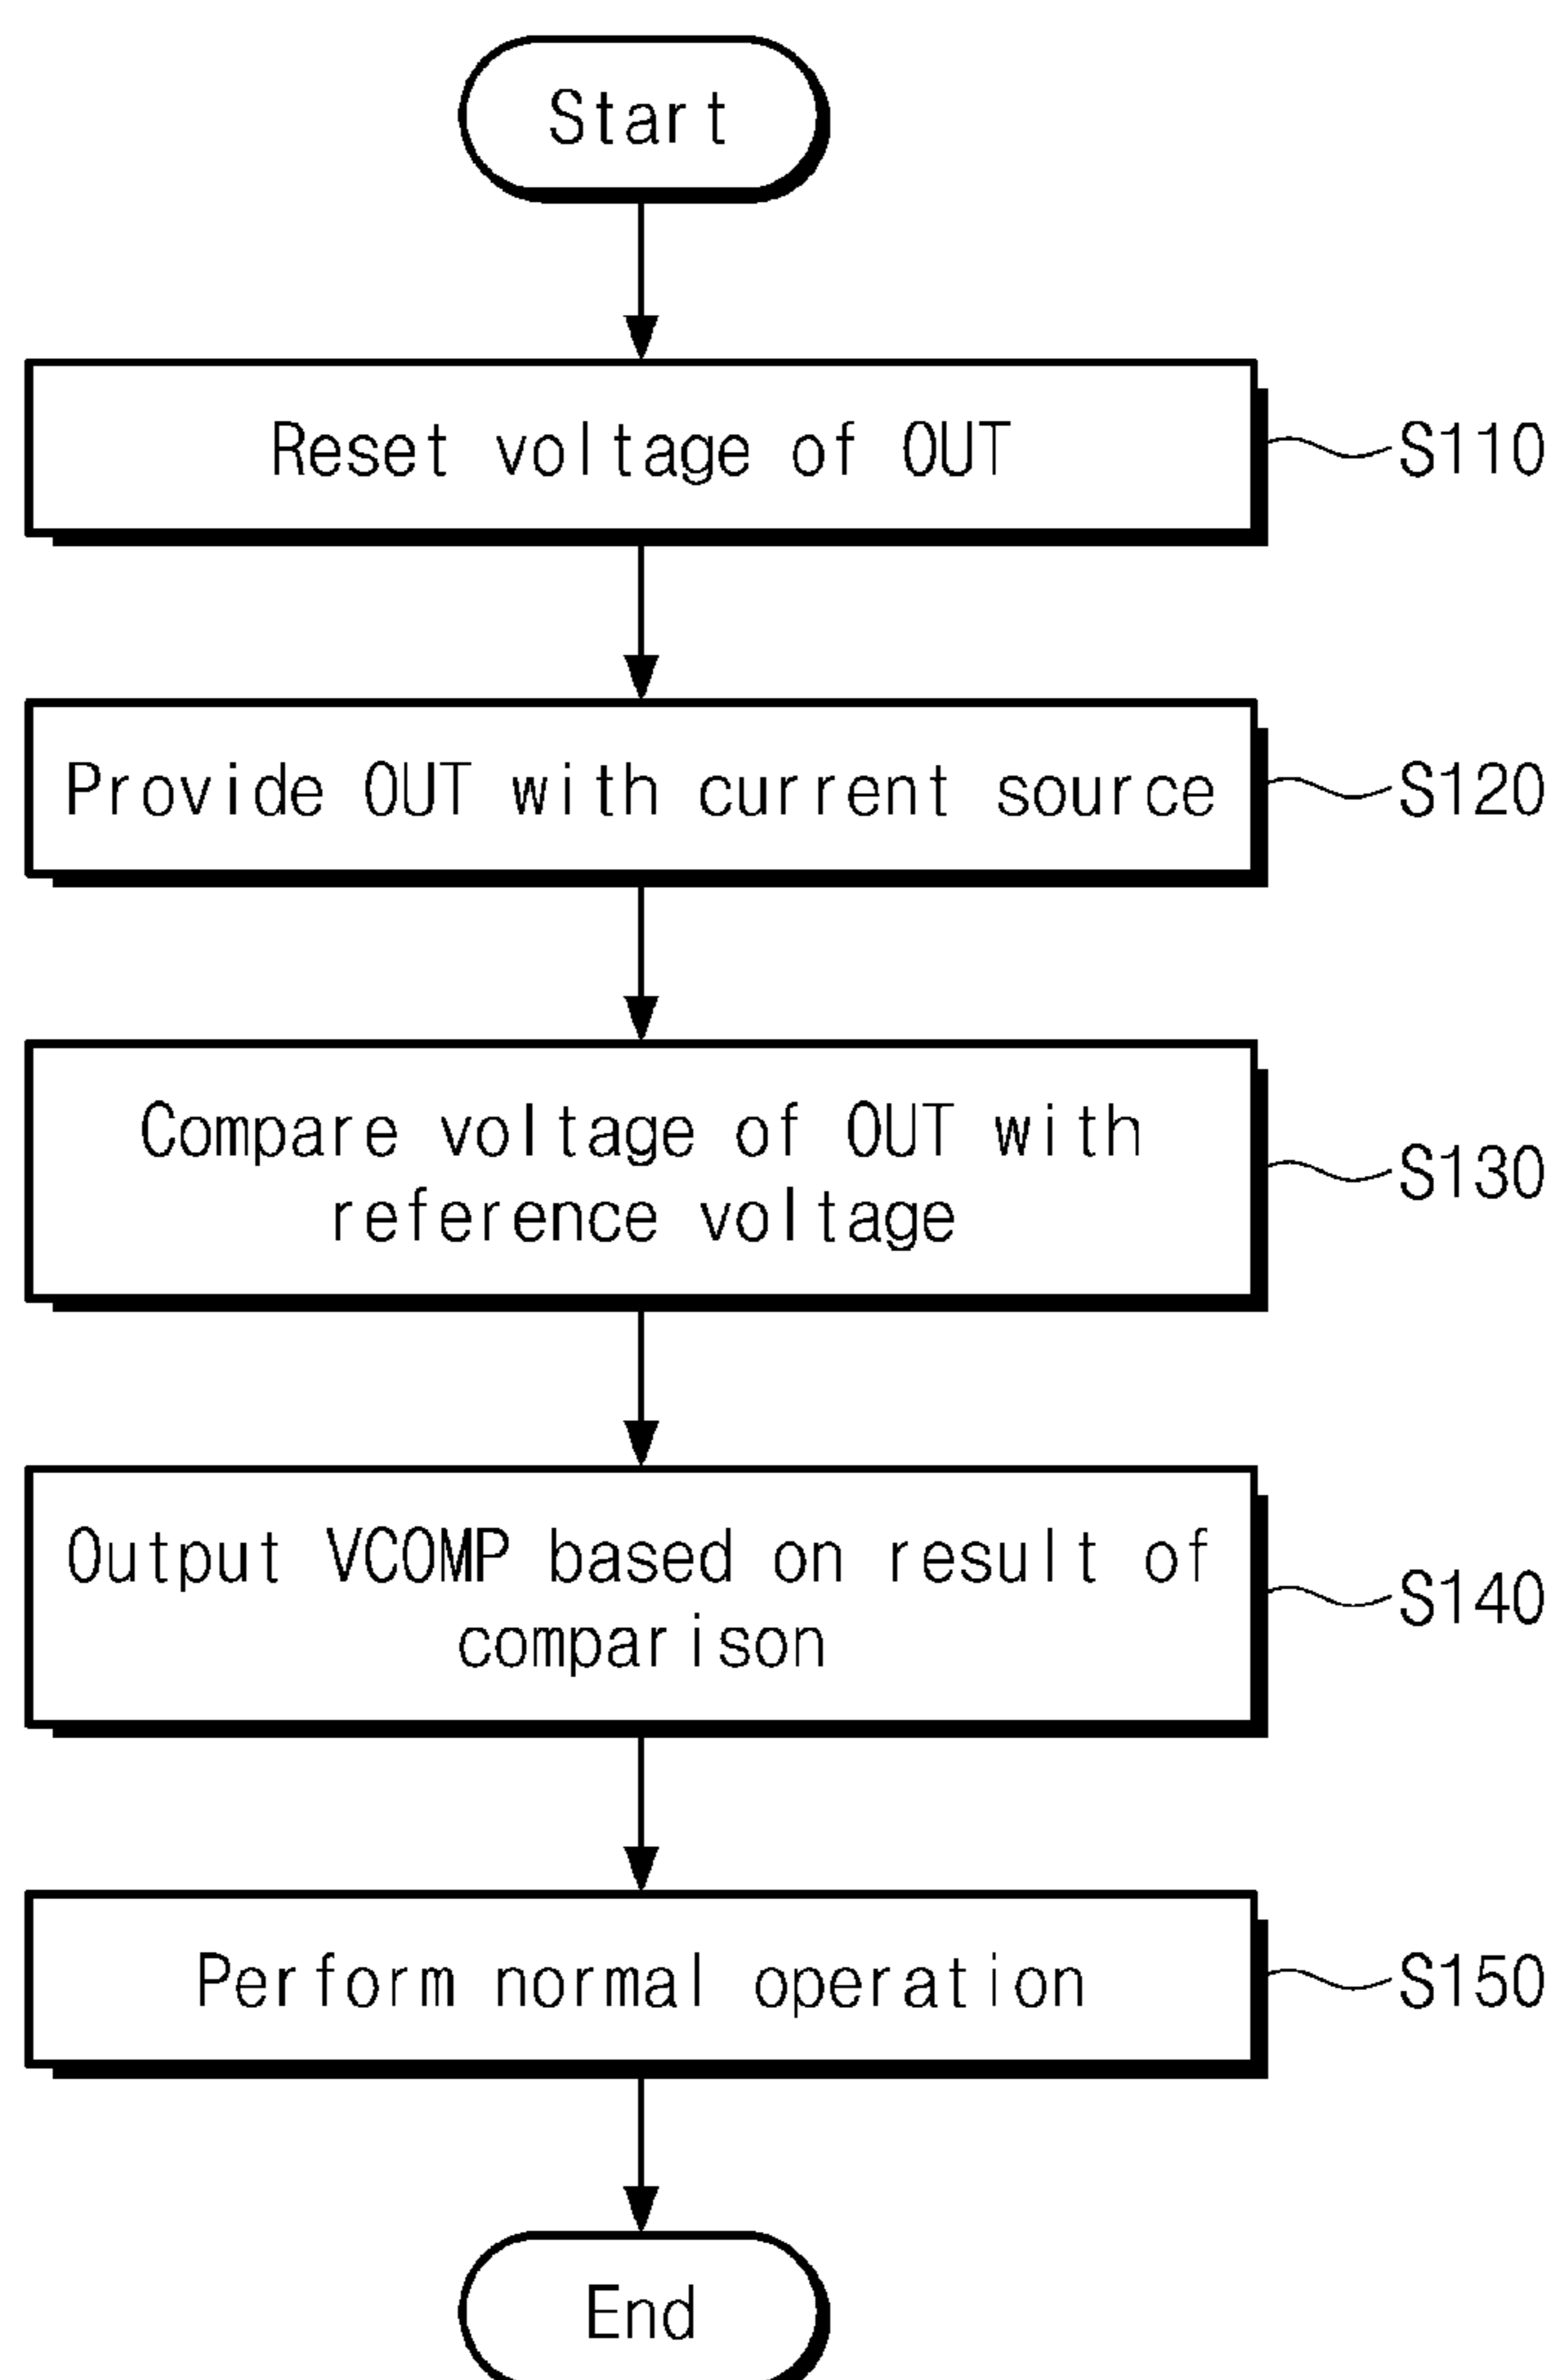 Start
Reset voltage of OUT
S110
Provide OUT with current source
S120
Compare voltage of OUT with
reference voltage
S130
Output VCOMP based on result of
comparison
S140
Perform normal operation
S150
End